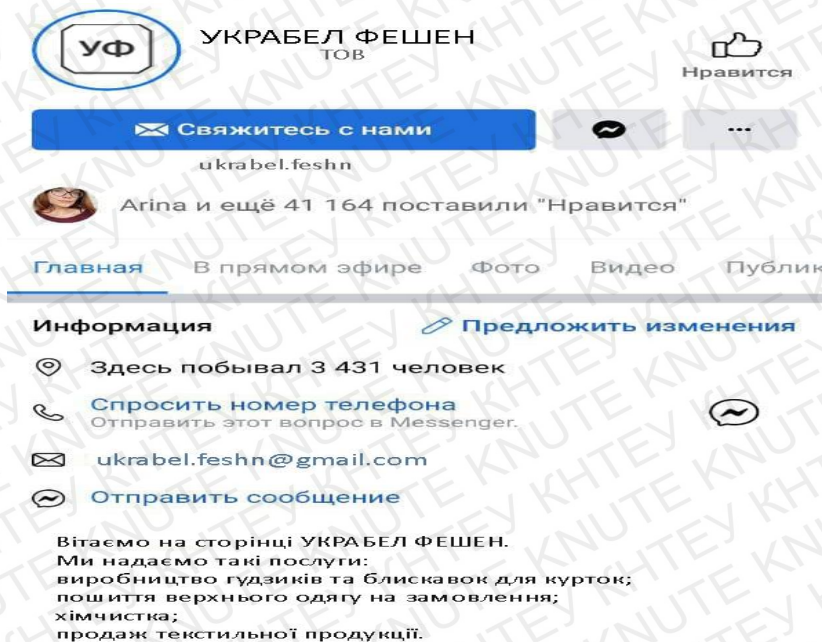 УФ
УКРАБЕЛ ФЕШЕН
ТОВ
Нравится
Свяжитесь с нами
ukrabel.feshn
Arina и ещё 41 164 поставили "Нравится"
Главная В прямом эфире Фото Видео Публик
Информация Предложить изменения
Здесь побывал 3 431 человек
Спросить номер телефона
Отправить этот вопрос в Messenger.
ukrabel.feshn@gmail.com
Отправить сообщение
Вітаємо на сторінці УКРАБЕЛ ФЕШЕН.
Ми надаємо такі послуги:
виробництво гудзиків та блискавок для курток;
пошиття верхнього одягу на замовлення;
хімчистка;
продаж текстильної продукції.